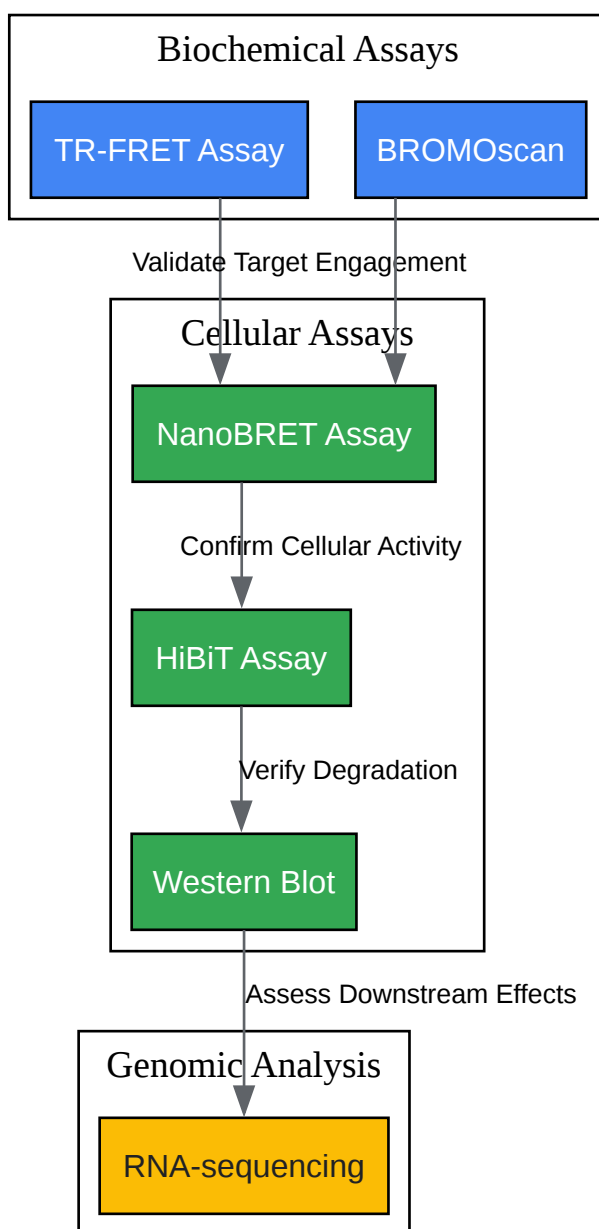 Biochemical Assays
TR-FRET Assay
BROMOscan
Validate Target Engagement
Cellular Assays
NanoBRET Assay
Confirm Cellular Activity
HiBiT Assay
Verify Degradation
Western Blot
Assess Downstream Effects
Genomic Analysis
RNA-sequencing